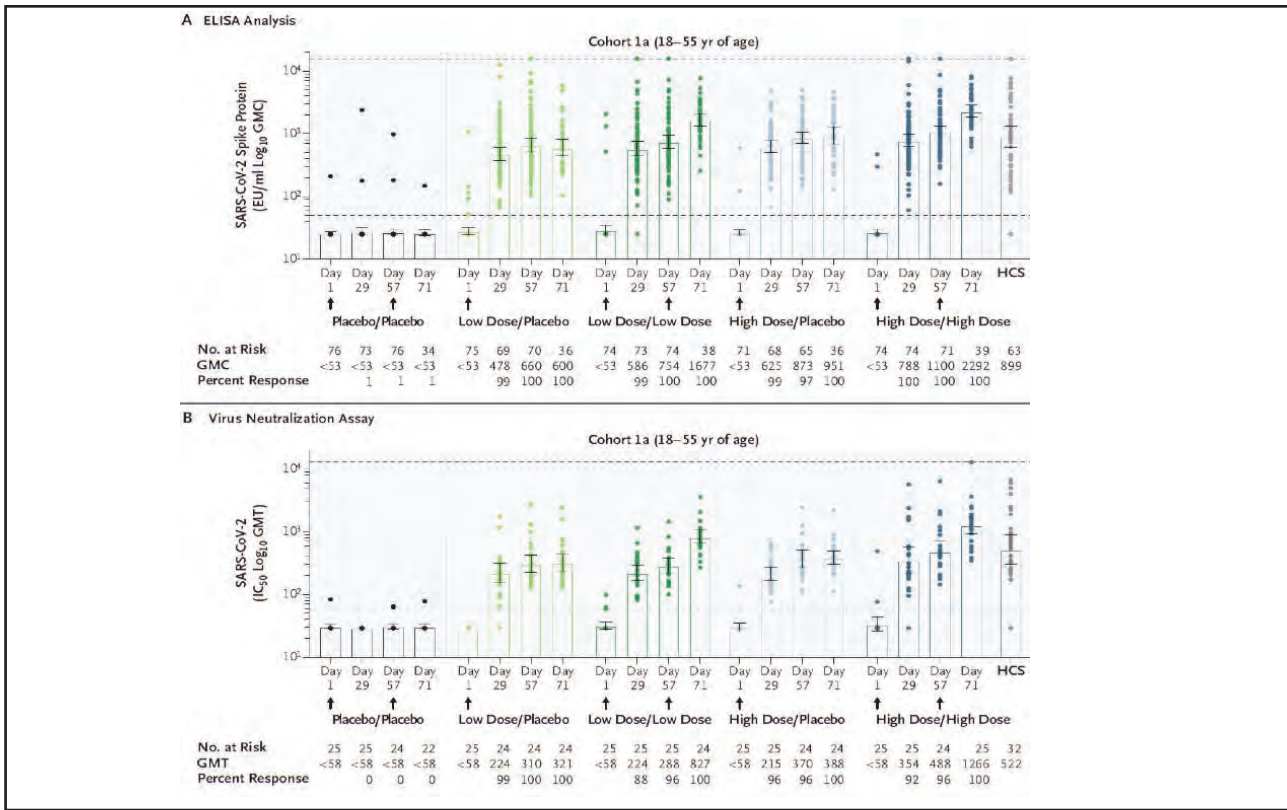 A ELISA Analysis
Cohort 1a (18–55 yr of age)
SARS-CoV-2 Spike Protein
(EU/ml Log10 GMC)
10⁴
10³
10²
10¹
Day Day Day Day Day Day Day Day Day Day Day Day Day Day Day Day Day Day Day Day HCS
1 29 57 71 1 29 57 71 1 29 57 71 1 29 57 71 1 29 57 71
Placebo/Placebo Low Dose/Placebo Low Dose/Low Dose High Dose/Placebo High Dose/High Dose
No. at Risk 76 73 76 34 75 69 70 36 74 73 74 38 71 68 65 36 74 74 71 39 63
GMC <53 <53 <53 <53 <53 478 660 600 <53 586 754 1677 <53 625 873 951 <53 788 1100 2292 899
Percent Response 1 1 1 99 100 100 99 100 100 99 97 100 100 100 100
B Virus Neutralization Assay
Cohort 1a (18–55 yr of age)
SARS-CoV-2
(IC50 Log10 GMT)
10⁴
10³
10²
10¹
Day Day Day Day Day Day Day Day Day Day Day Day Day Day Day Day Day Day Day Day HCS
1 29 57 71 1 29 57 71 1 29 57 71 1 29 57 71 1 29 57 71
Placebo/Placebo Low Dose/Placebo Low Dose/Low Dose High Dose/Placebo High Dose/High Dose
No. at Risk 25 25 24 22 25 24 24 24 25 25 25 24 25 25 24 24 25 25 24 25 32
GMT <58 <58 <58 <58 <58 224 310 321 <58 224 288 827 <58 215 370 388 <58 354 488 1266 522
Percent Response 0 0 0 99 100 100 88 96 100 96 96 100 92 96 100